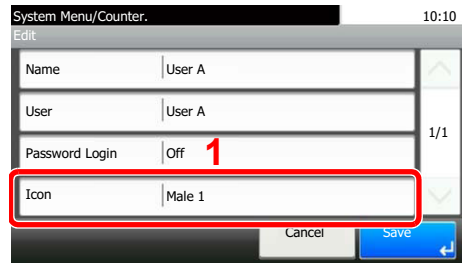 System Menu/Counter. 10:10
Edit
Name User A
User User A
1/1
Password Login Off 1
Icon Male 1
Cancel Save